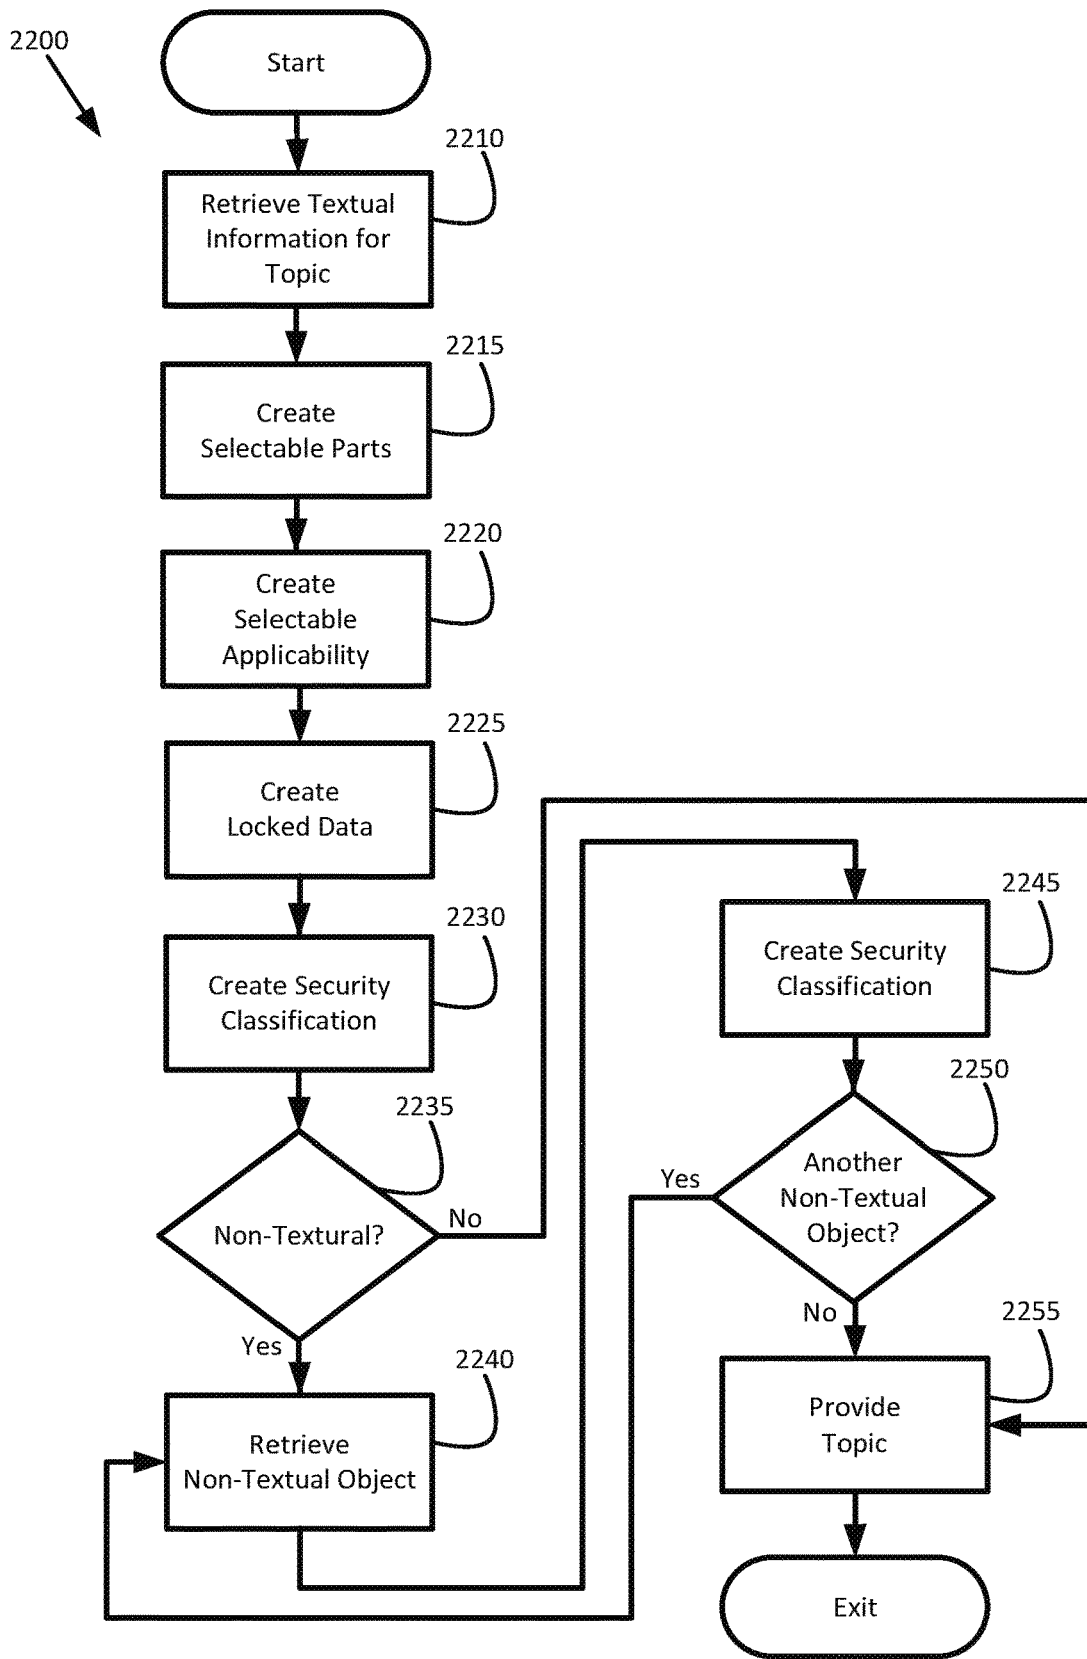 2200
Start
2210
Retrieve Textual
Information for
Topic
2215
Create
Selectable Parts
2220
Create
Selectable
Applicability
2225
Create
Locked Data
2230
Create Security
Classification
2235
Non-Textural?
No
Yes
2240
Retrieve
Non-Textual Object
2245
Create Security
Classification
2250
Another
Non-Textual
Object?
Yes
No
2255
Provide
Topic
Exit